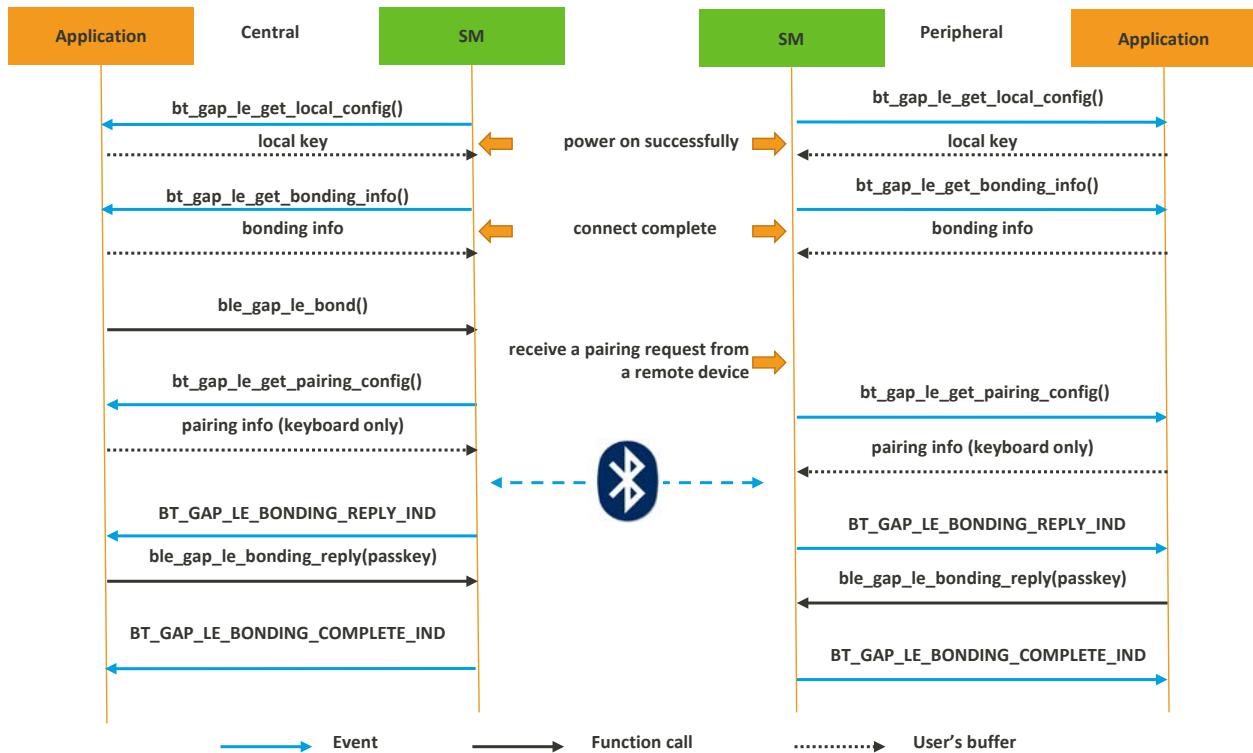 Application
Central
SM
SM
Peripheral
Application
bt_gap_le_get_local_config()
bt_gap_le_get_local_config()
local key
power on successfully
local key
bt_gap_le_get_bonding_info()
bt_gap_le_get_bonding_info()
bonding info
connect complete
bonding info
ble_gap_le_bond()
receive a pairing request from
a remote device
bt_gap_le_get_pairing_config()
bt_gap_le_get_pairing_config()
pairing info (keyboard only)
pairing info (keyboard only)
BT_GAP_LE_BONDING_REPLY_IND
BT_GAP_LE_BONDING_REPLY_IND
ble_gap_le_bonding_reply(passkey)
ble_gap_le_bonding_reply(passkey)
BT_GAP_LE_BONDING_COMPLETE_IND
BT_GAP_LE_BONDING_COMPLETE_IND
Event
Function call
User's buffer